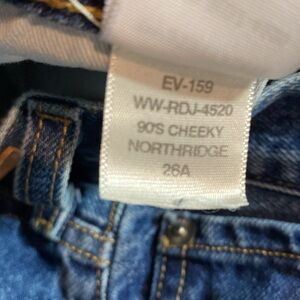 EV-159
WW-RDJ-4520
90'S CHEEKY
NORTHRIDGE
26A